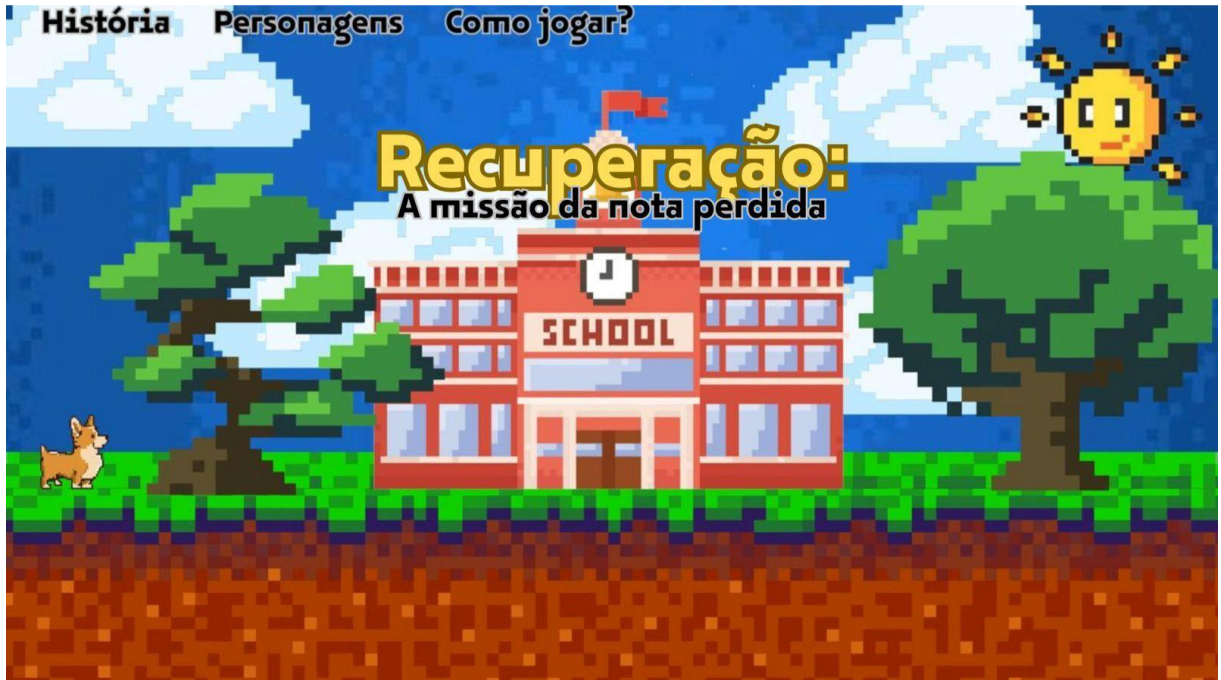 História Personagens Como jogar?
Recuperação:
A missão da nota perdida
SCHOOL